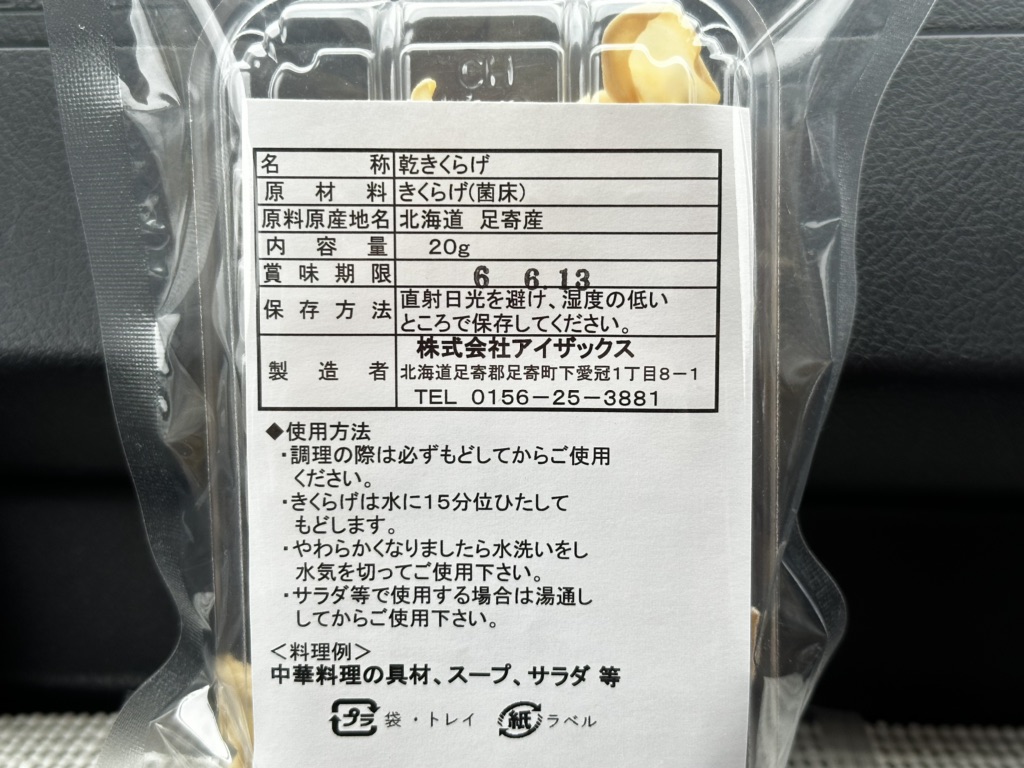 名称 乾きくらげ
原材料 きくらげ(菌床)
原料原産地名 北海道 足寄産
内容量 20g
賞味期限 6 6.13
保存方法 直射日光を避け、湿度の低い
ところで保存してください。
製造者 株式会社アイザックス
北海道足寄郡足寄町下愛冠1丁目8-1
TEL 0156-25-3881
◆使用方法
・調理の際は必ずもどしてからご使用
ください。
・きくらげは水に15分位ひたして
もどします。
・やわらかくなりましたら水洗いをし
水気を切ってご使用下さい。
・サラダ等で使用する場合は湯通し
してからご使用下さい。
<料理例>
中華料理の具材、スープ、サラダ 等
プラ 袋・トレイ 紙 ラベル